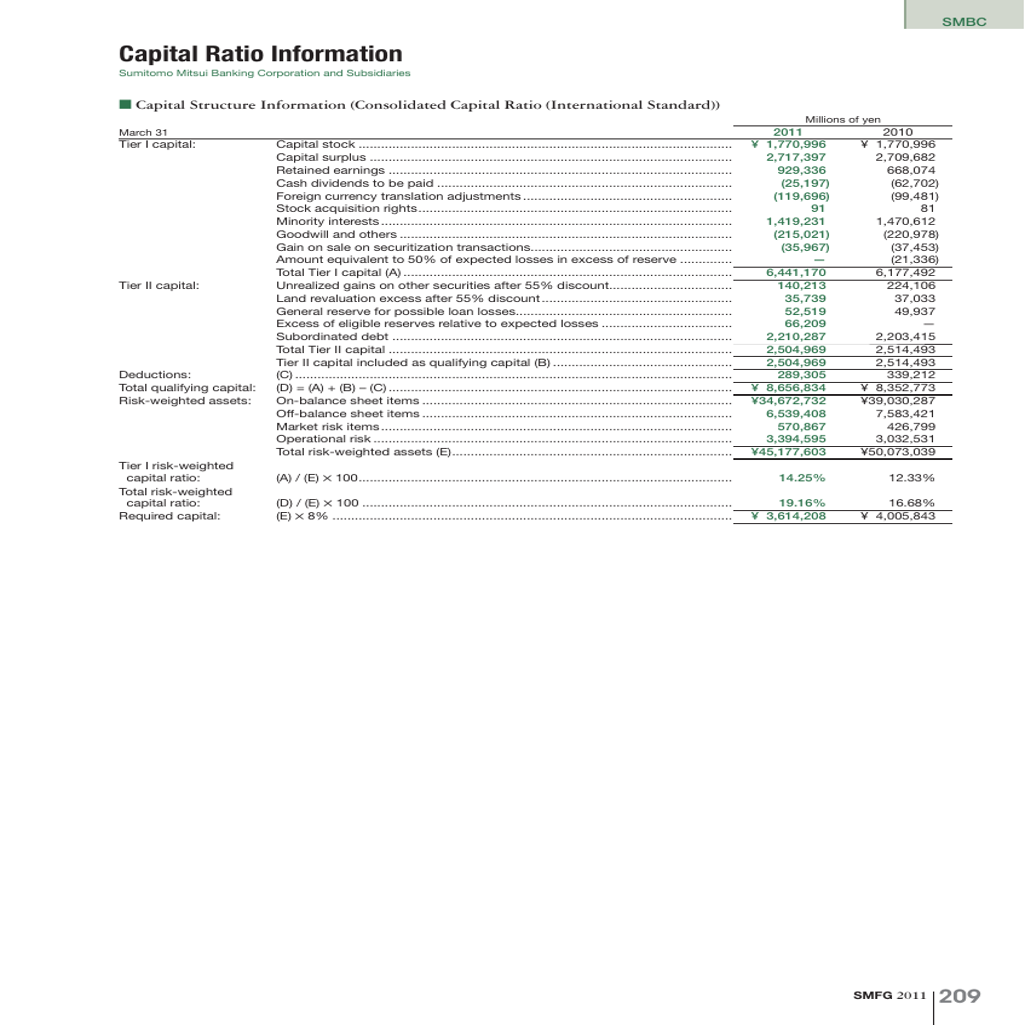 SMBC
Capital Ratio Information
Sumitomo Mitsui Banking Corporation and Subsidiaries
■ Capital Structure Information (Consolidated Capital Ratio (International Standard))
Millions of yen
March 31 2011 2010
Tier I capital: Capital stock ¥ 1,770,996 ¥ 1,770,996
Capital surplus 2,717,397 2,709,682
Retained earnings 929,336 668,074
Cash dividends to be paid (25,197) (62,702)
Foreign currency translation adjustments (119,696) (99,481)
Stock acquisition rights 91 81
Minority interests 1,419,231 1,470,612
Goodwill and others (215,021) (220,978)
Gain on sale on securitization transactions (35,967) (37,453)
Amount equivalent to 50% of expected losses in excess of reserve — (21,336)
Total Tier I capital (A) 6,441,170 6,177,492
Tier II capital: Unrealized gains on other securities after 55% discount 140,213 224,106
Land revaluation excess after 55% discount 35,739 37,033
General reserve for possible loan losses 52,519 49,937
Excess of eligible reserves relative to expected losses 66,209 —
Subordinated debt 2,210,287 2,203,415
Total Tier II capital 2,504,969 2,514,493
Tier II capital included as qualifying capital (B) 2,504,969 2,514,493
Deductions: (C) 289,305 339,212
Total qualifying capital: (D) = (A) + (B) – (C) ¥ 8,656,834 ¥ 8,352,773
Risk-weighted assets: On-balance sheet items ¥34,672,732 ¥39,030,287
Off-balance sheet items 6,539,408 7,583,421
Market risk items 570,867 426,799
Operational risk 3,394,595 3,032,531
Total risk-weighted assets (E) ¥45,177,603 ¥50,073,039
Tier I risk-weighted
capital ratio: (A) / (E) × 100 14.25% 12.33%
Total risk-weighted
capital ratio: (D) / (E) × 100 19.16% 16.68%
Required capital: (E) × 8% ¥ 3,614,208 ¥ 4,005,843
SMFG 2011 209